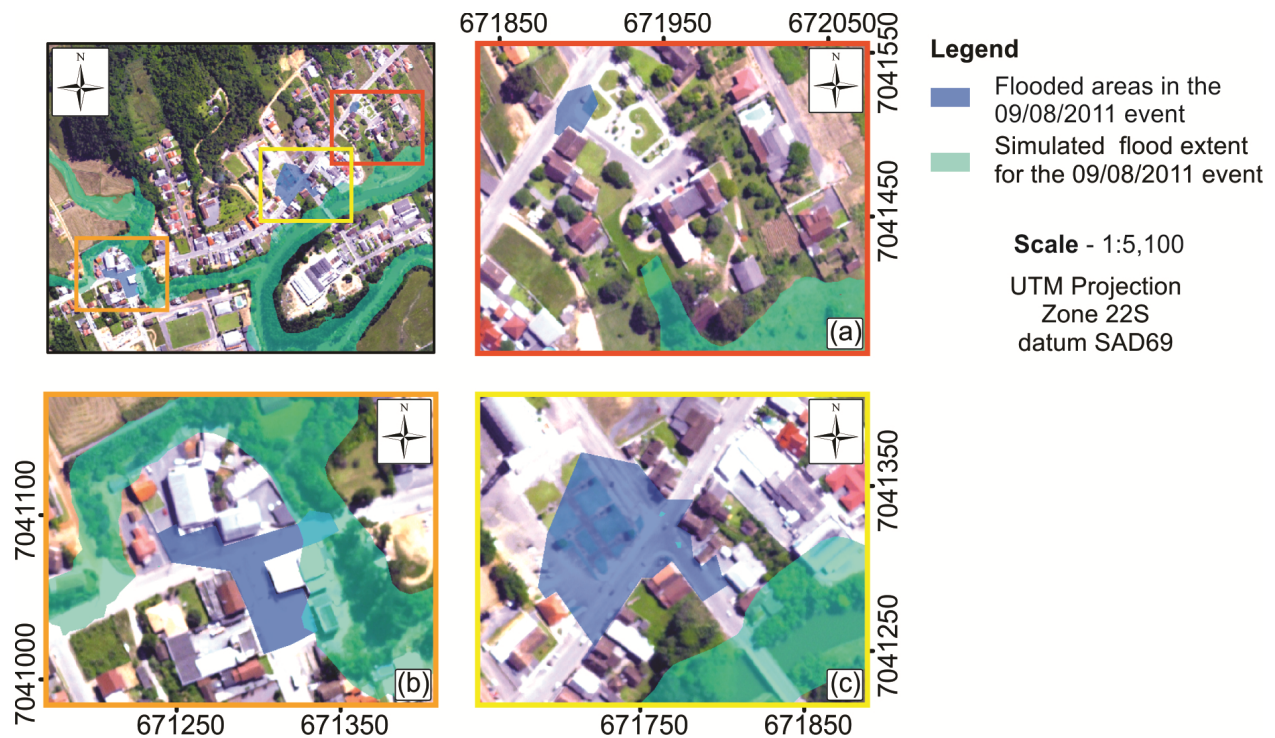 671850
671950
6720500
N
N
7041550
7041450
(a)
Legend
Flooded areas in the
09/08/2011 event
Simulated flood extent
for the 09/08/2011 event
Scale - 1:5,100
UTM Projection
Zone 22S
datum SAD69
N
7041100
7041000
(b)
671250
671350
N
7041350
7041250
(c)
671750
671850